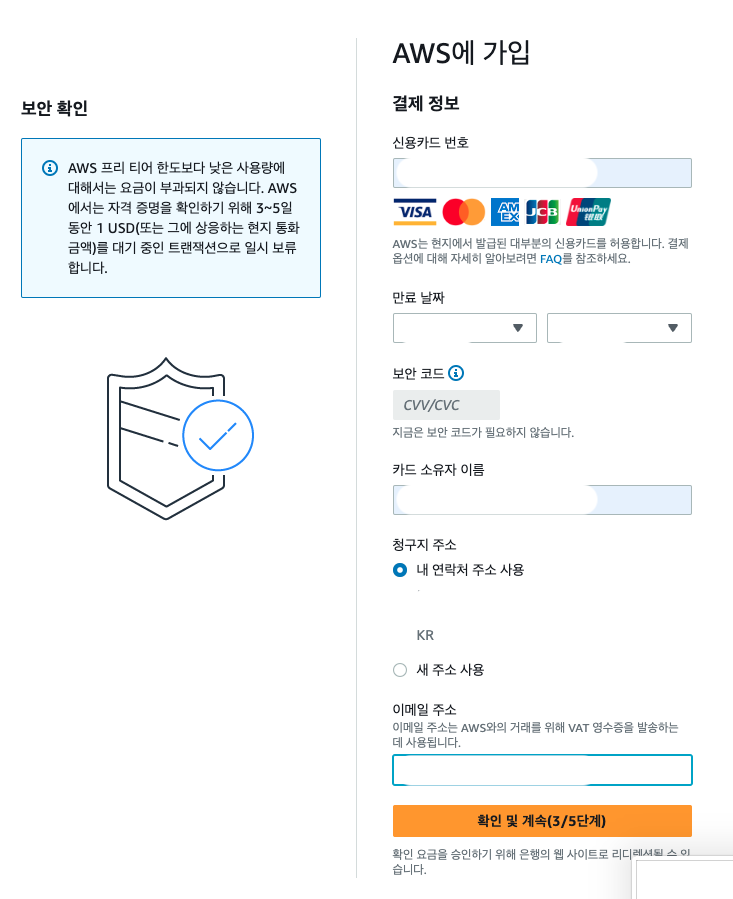 보안 확인
AWS 프리 티어 한도보다 낮은 사용량에
대해서는 요금이 부과되지 않습니다. AWS
에서는 자격 증명을 확인하기 위해 3~5일
동안 1 USD(또는 그에 상응하는 현지 통화
금액)를 대기 중인 트랜잭션으로 일시 보류
합니다.
AWS에 가입
결제 정보
신용카드 번호
VISA
AM
EX
JCB
UnionPay
银联
AWS는 현지에서 발급된 대부분의 신용카드를 허용합니다. 결제
옵션에 대해 자세히 알아보려면 FAQ를 참조하세요.
만료 날짜
보안 코드
CVV/CVC
지금은 보안 코드가 필요하지 않습니다.
카드 소유자 이름
청구지 주소
내 연락처 주소 사용
KR
새 주소 사용
이메일 주소
이메일 주소는 AWS와의 거래를 위해 VAT 영수증을 발송하는
데 사용됩니다.
확인 및 계속(3/5단계)
확인 요금을 승인하기 위해 은행의 웹 사이트로 리디렉션될 수 있
습니다.